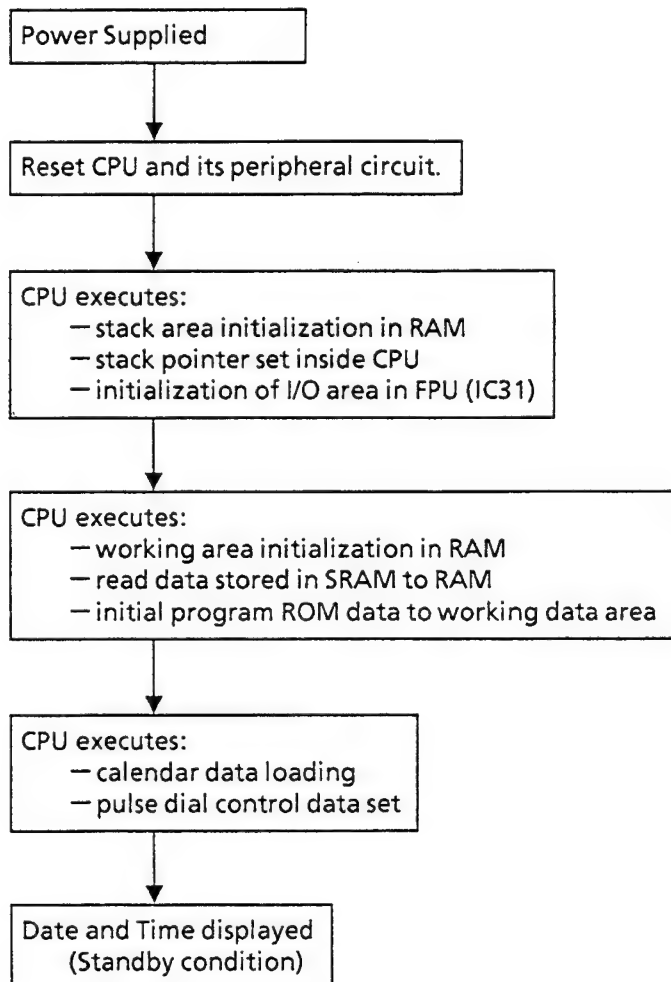 Power Supplied
Reset CPU and its peripheral circuit.
CPU executes:
— stack area initialization in RAM
— stack pointer set inside CPU
— initialization of I/O area in FPU (IC31)
CPU executes:
— working area initialization in RAM
— read data stored in SRAM to RAM
— initial program ROM data to working data area
CPU executes:
— calendar data loading
— pulse dial control data set
Date and Time displayed
(Standby condition)